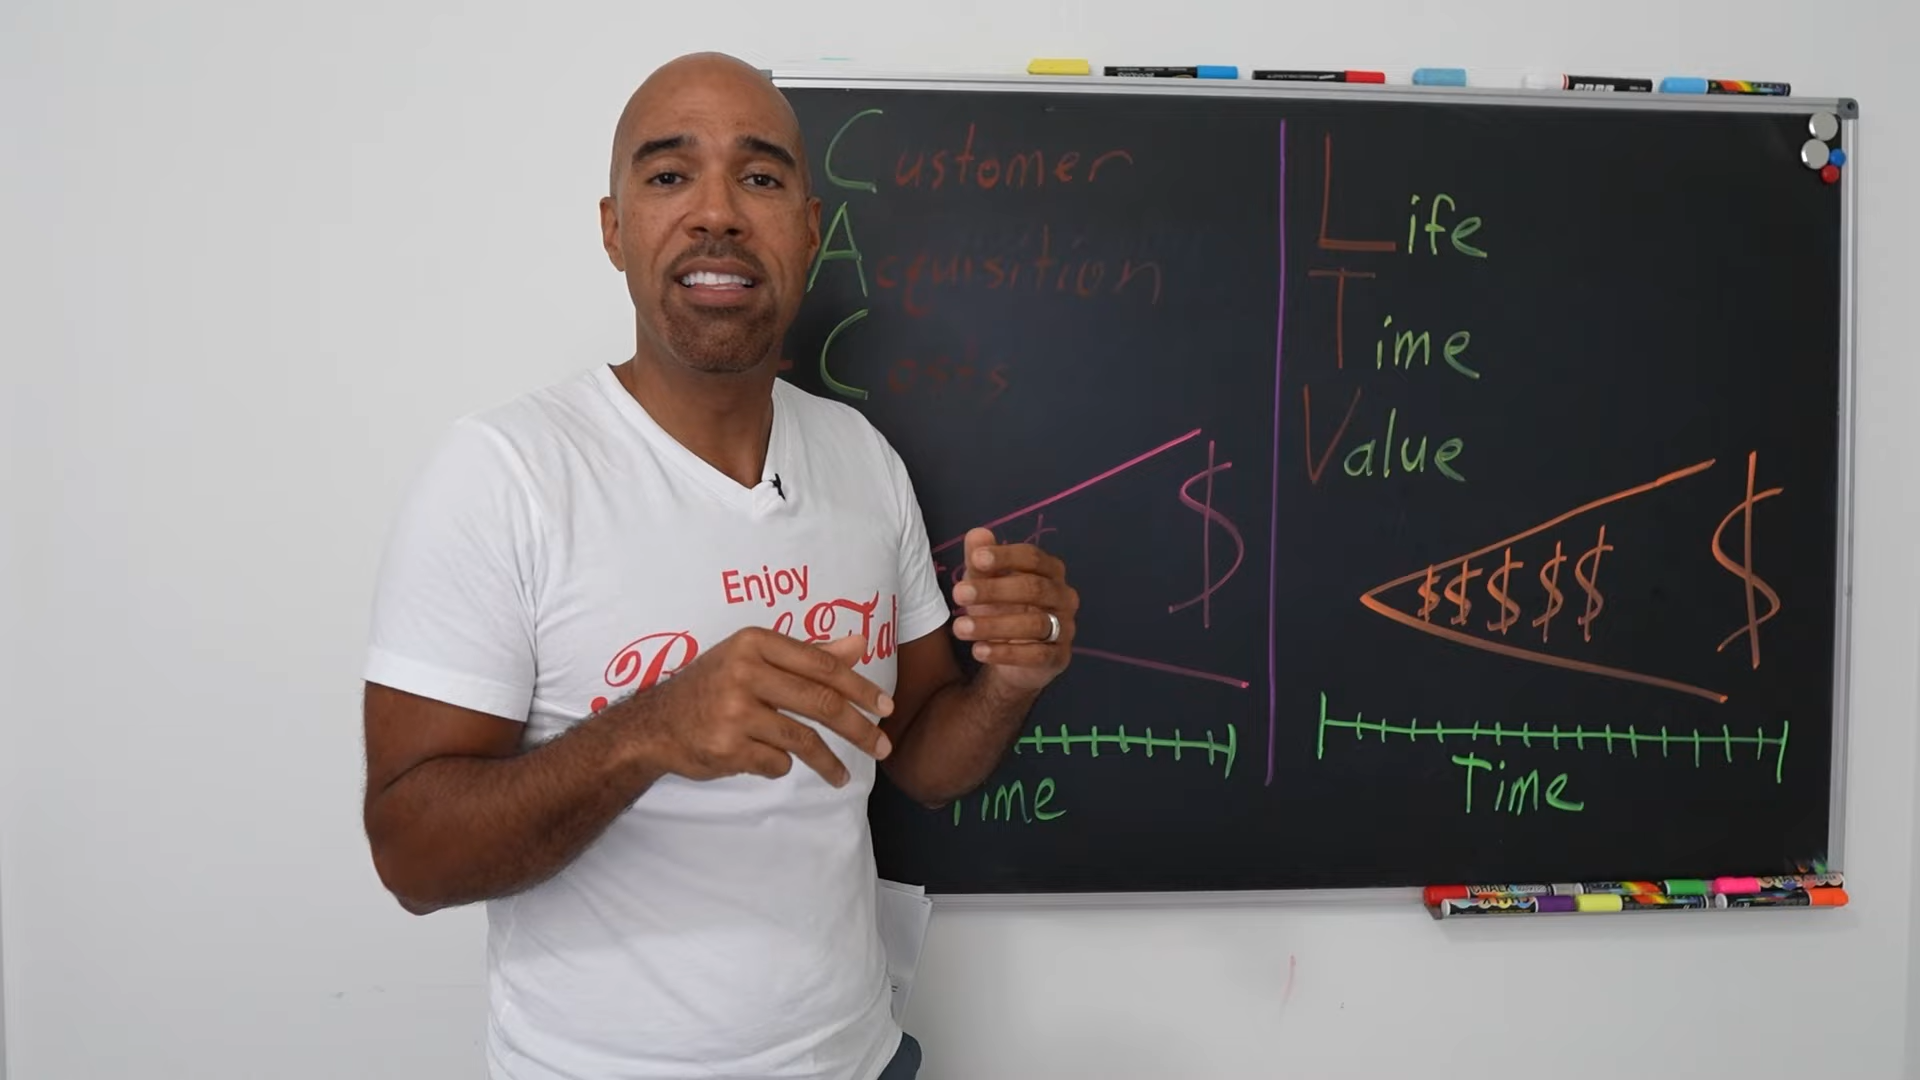 Customer
Acquisition
Costs
$
Time
Life
Time
Value
$ $ $ $ $ $
Time
Enjoy